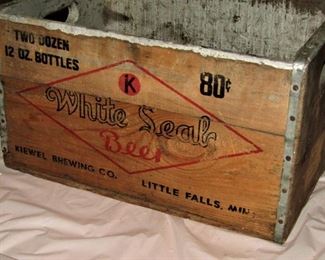 TWO DOZEN
12 OZ. BOTTLES
K
80¢
White Seal
Beer
J. KIEWEL BREWING CO.
LITTLE FALLS, MIN